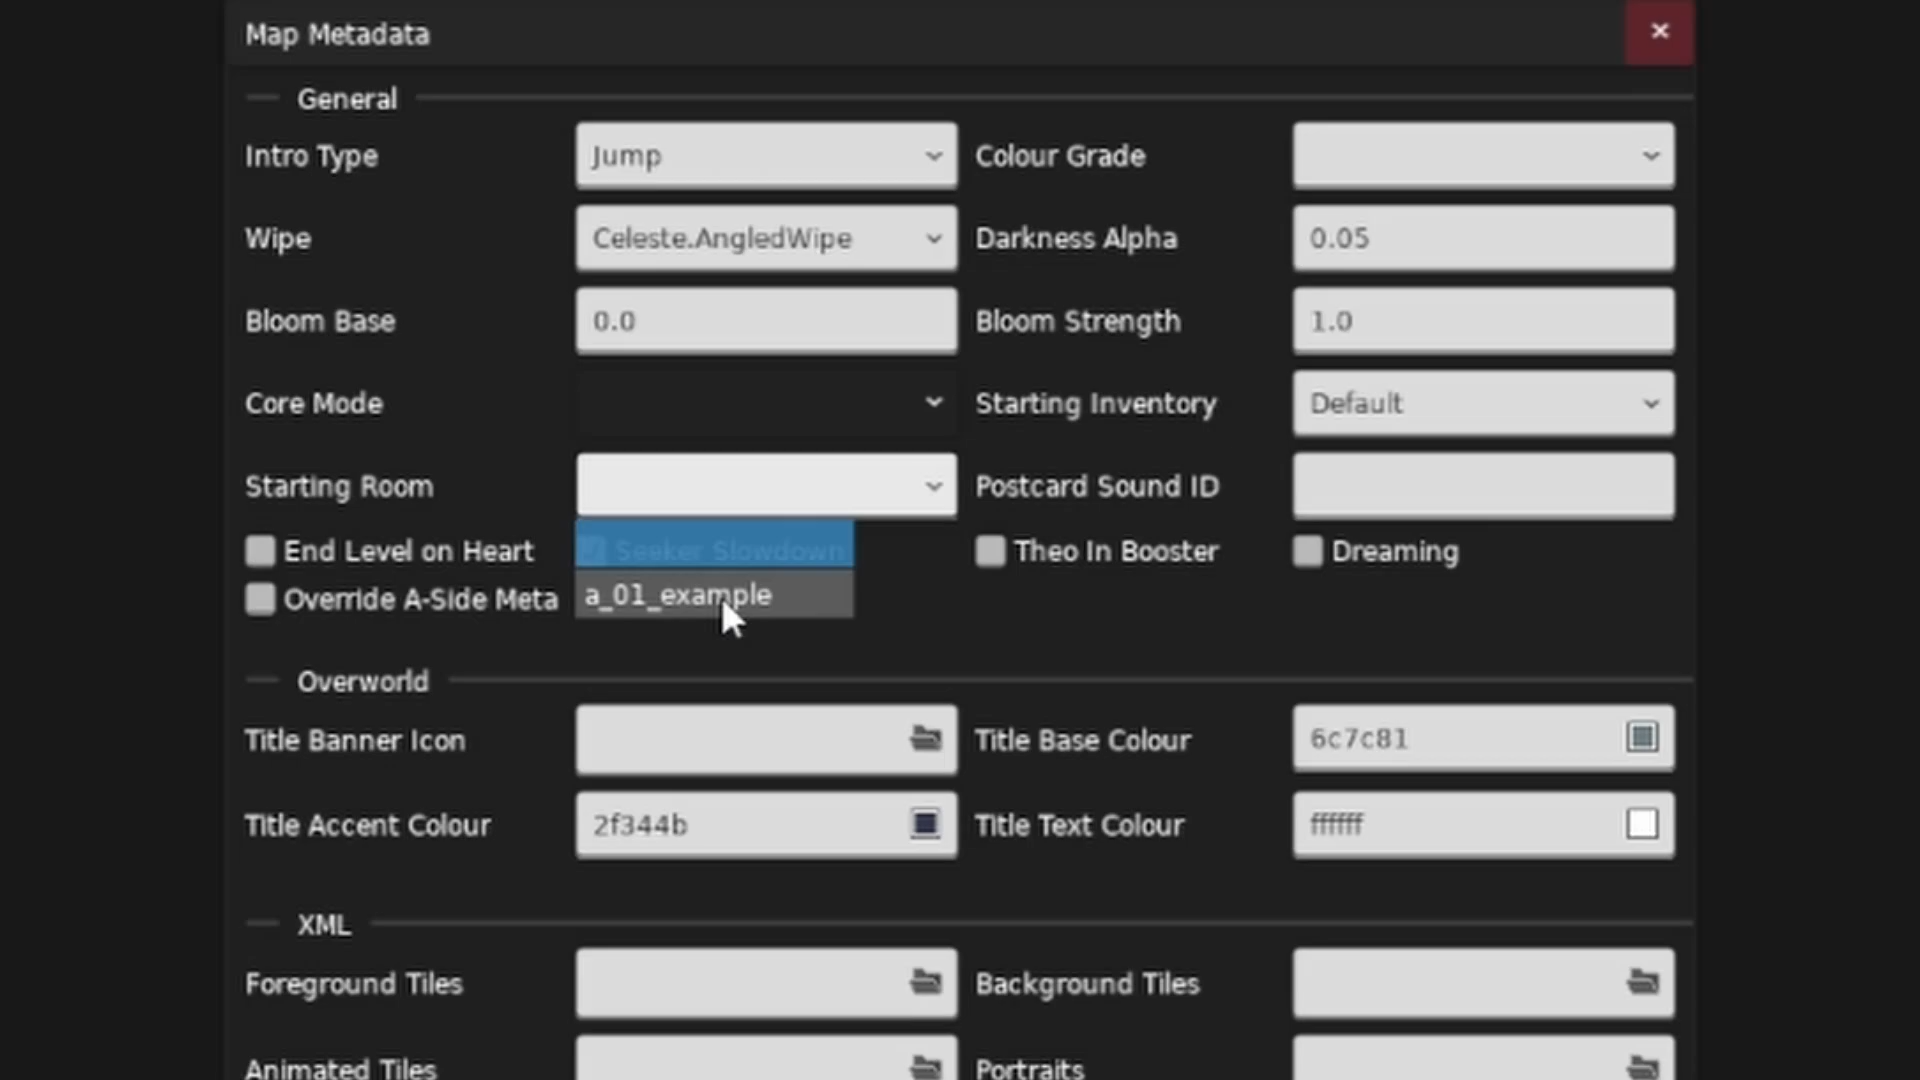 Map Metadata
General
Intro Type Jump Colour Grade
Wipe Celeste.AngledWipe Darkness Alpha 0.05
Bloom Base 0.0 Bloom Strength 1.0
Core Mode Starting Inventory Default
Starting Room Postcard Sound ID
End Level on Heart Seeker Slowdown Theo In Booster Dreaming
Override A-Side Meta a_01_example
Overworld
Title Banner Icon Title Base Colour 6c7c81
Title Accent Colour 2f344b Title Text Colour ffffff
XML
Foreground Tiles Background Tiles
Animated Tiles Portraits